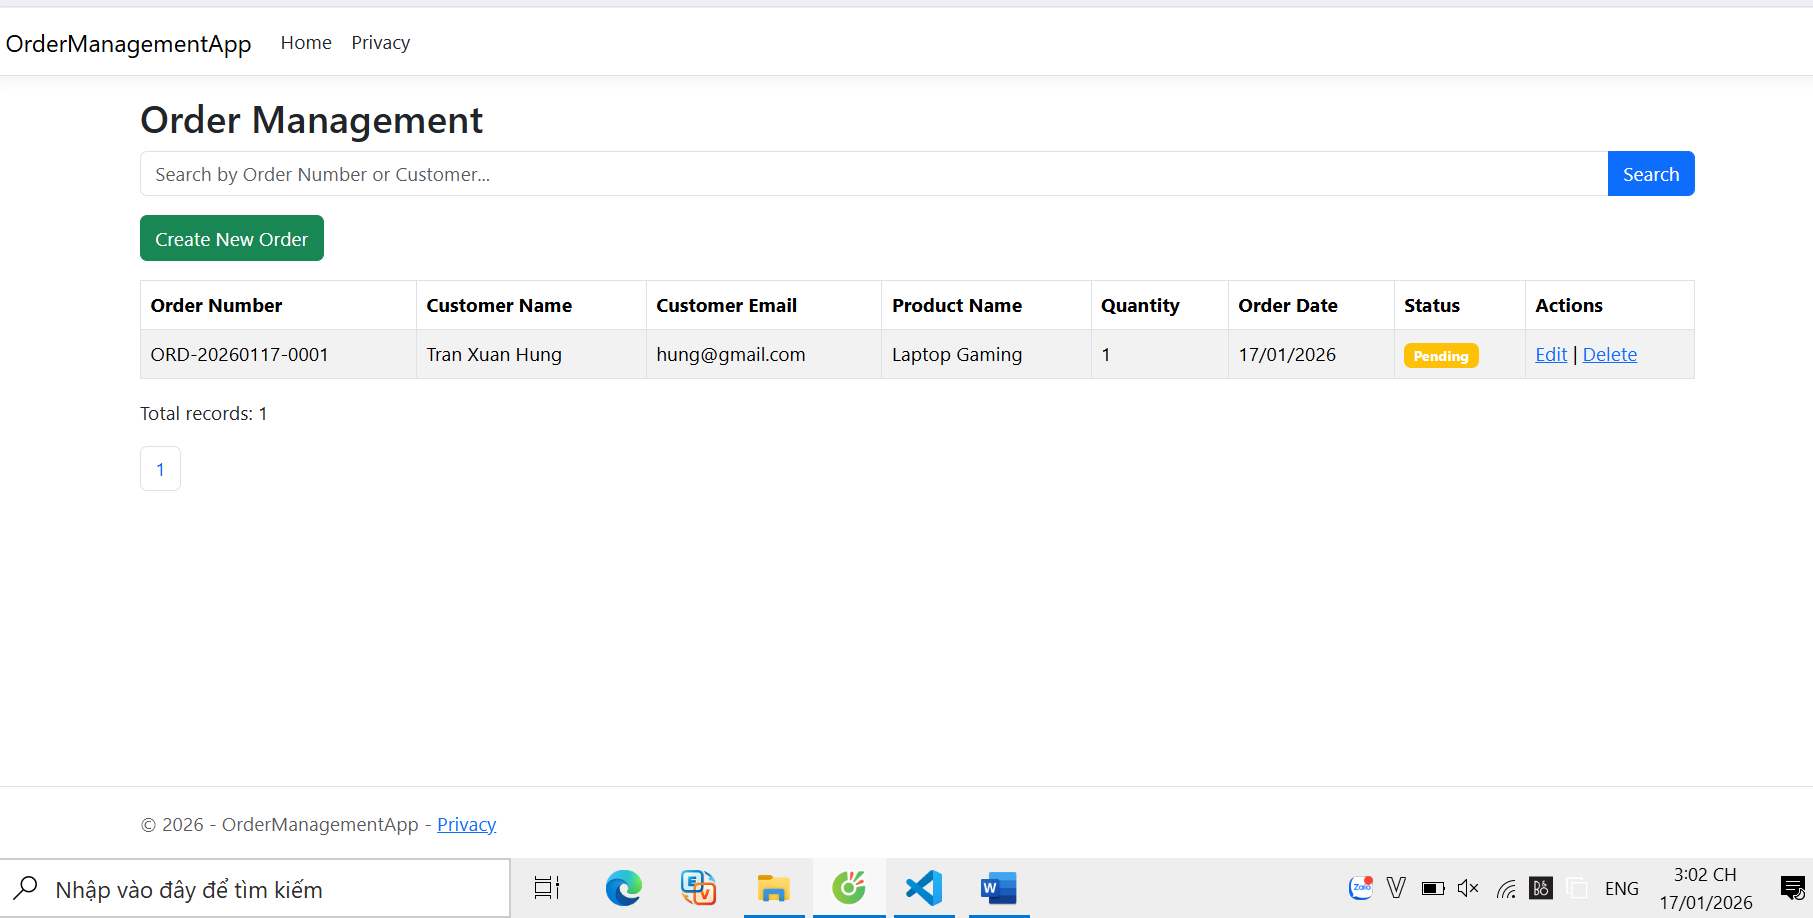 OrderManagementApp Home Privacy
Order Management
Search by Order Number or Customer... Search
Create New Order
Order Number Customer Name Customer Email Product Name Quantity Order Date Status Actions
ORD-20260117-0001 Tran Xuan Hung hung@gmail.com Laptop Gaming 1 17/01/2026 Pending Edit | Delete
Total records: 1
1
© 2026 - OrderManagementApp - Privacy
Nhập vào đây để tìm kiếm E V W Zalo V ENG 3:02 CH
17/01/2026